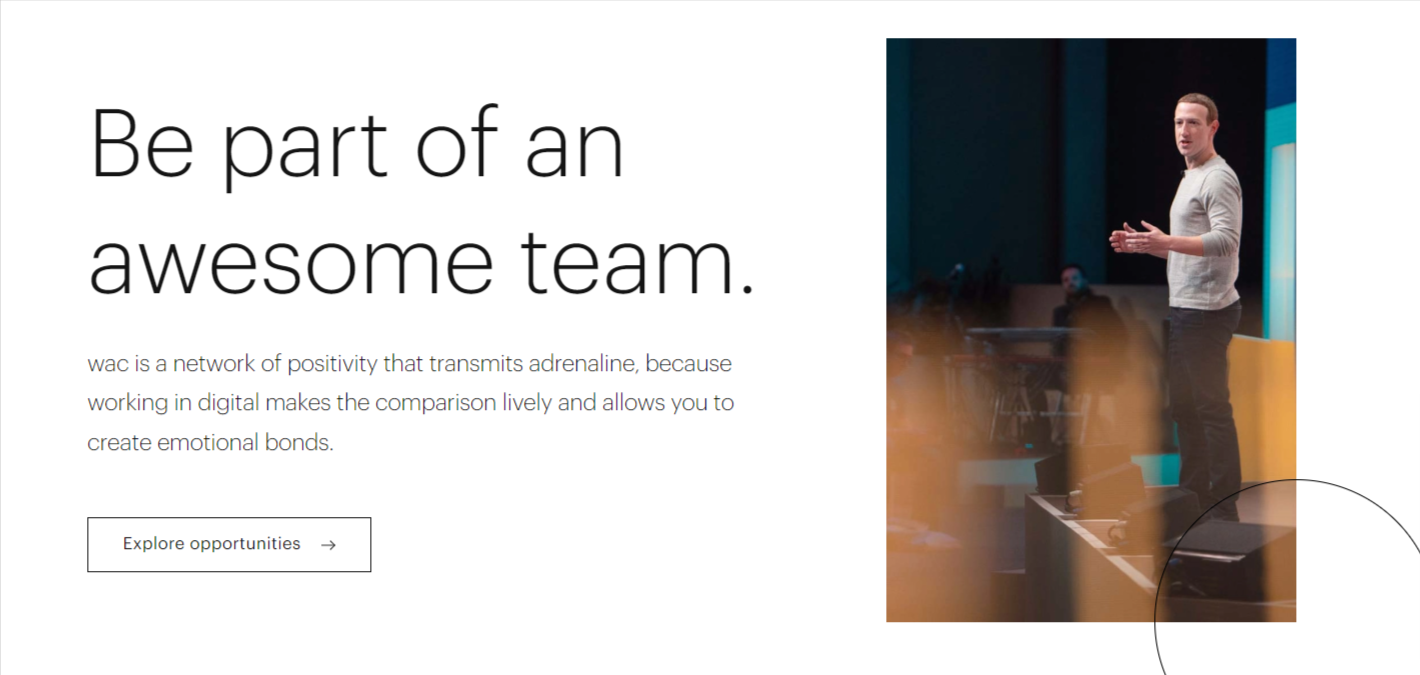 Be part of an
awesome team.
wac is a network of positivity that transmits adrenaline, because
working in digital makes the comparison lively and allows you to
create emotional bonds.
Explore opportunities →